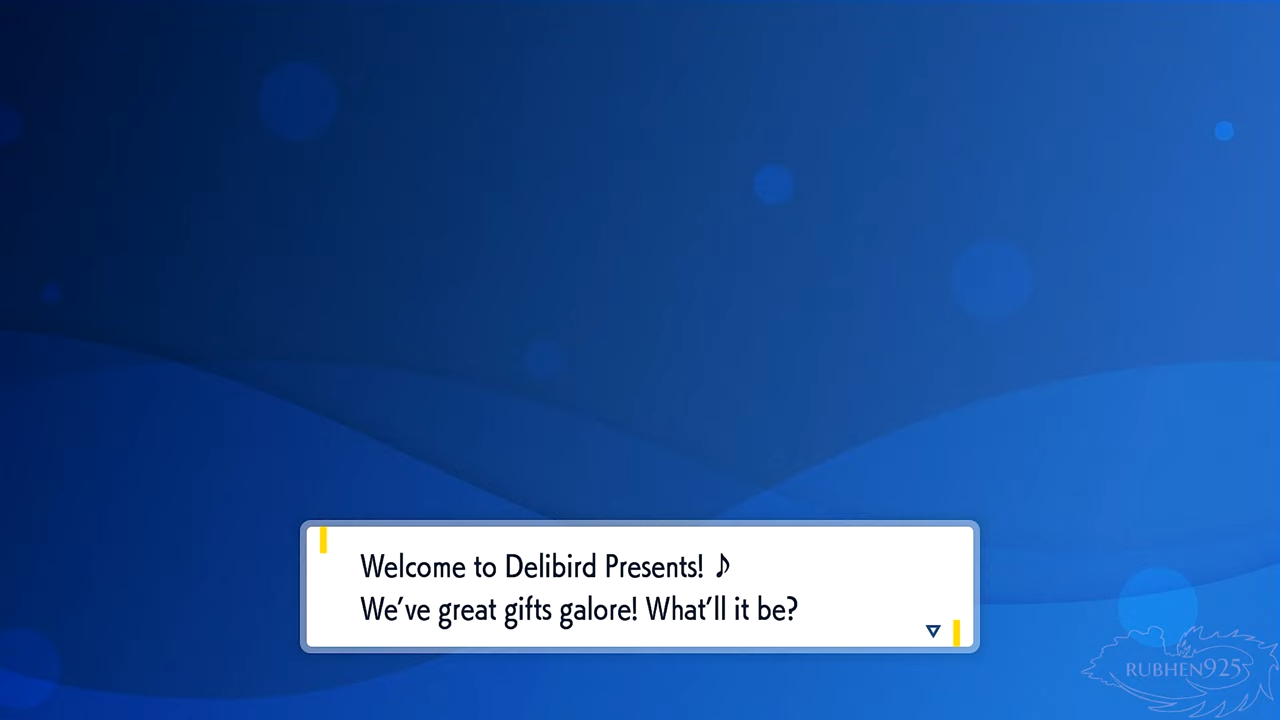 Welcome to Delibird Presents! ♪
We've great gifts galore! What'll it be?
RUBHEN925